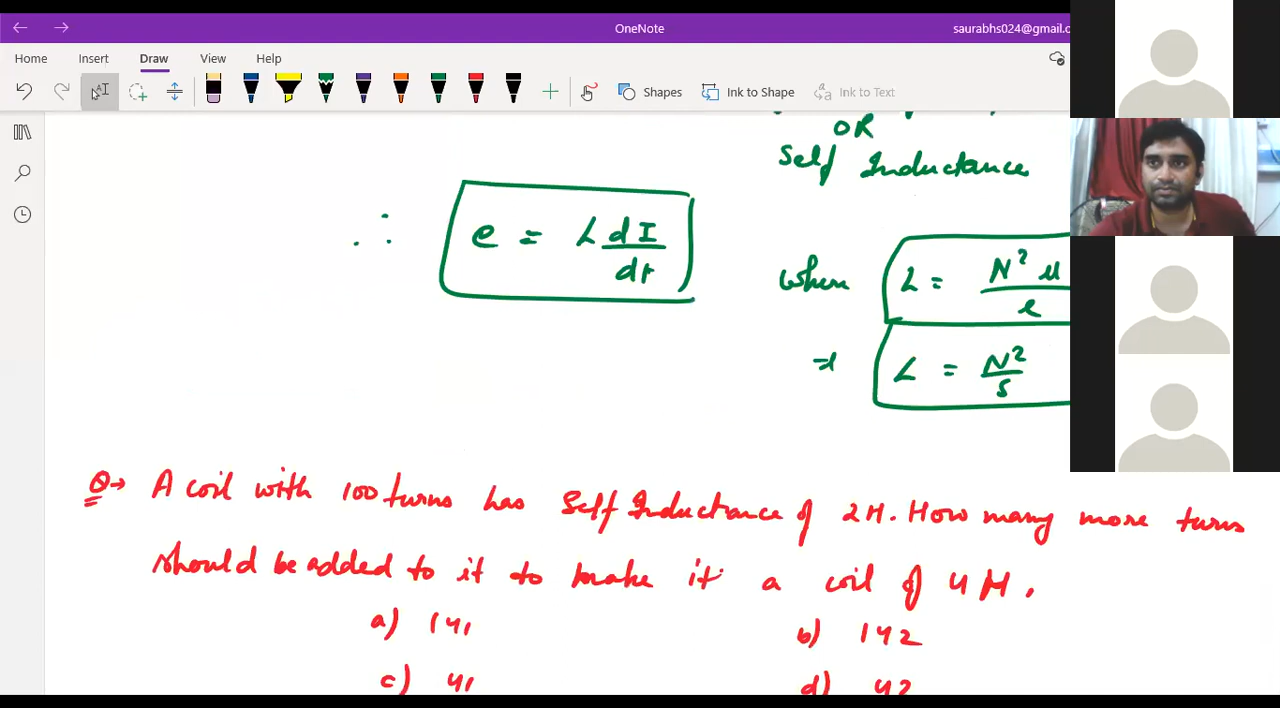 OneNote
saurabhs024@gmail.c
Home Insert Draw View Help
Shapes Ink to Shape Ink to Text
OR
Self Inductance
∴ e = L dI/dt
where L = N² μ / l
⇒ L = N²/S
Q→ A coil with 100 turns has Self Inductance of 2H. How many more turns
should be added to it to make it a coil of 4H.
a) 141 b) 142
c) 41 d) 42